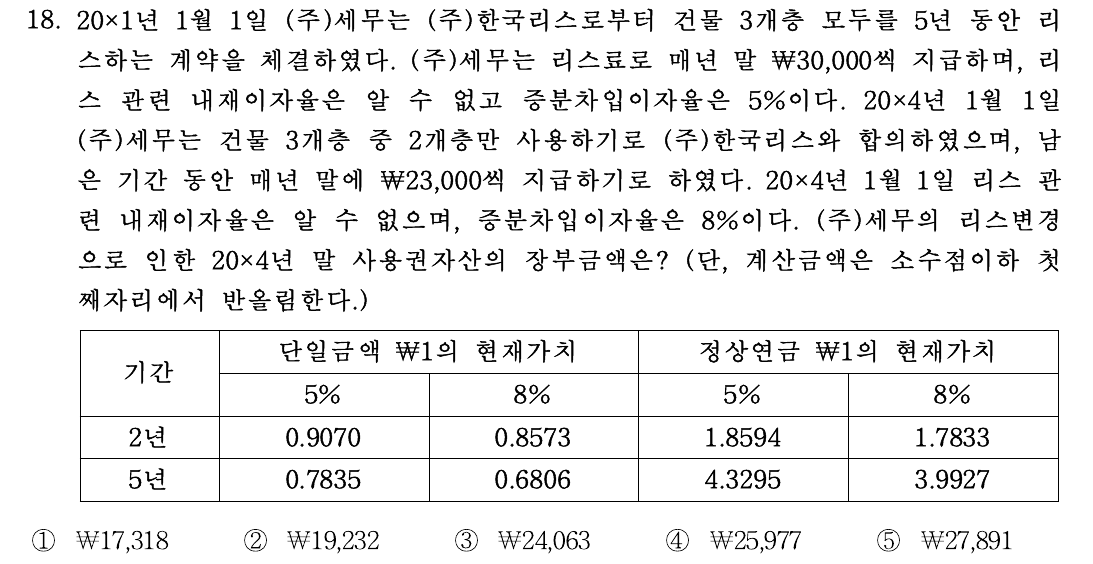 18. 20×1년 1월 1일 (주)세무는 (주)한국리스로부터 건물 3개층 모두를 5년 동안 리
스하는 계약을 체결하였다. (주)세무는 리스료로 매년 말 ₩30,000씩 지급하며, 리
스 관련 내재이자율은 알 수 없고 증분차입이자율은 5%이다. 20×4년 1월 1일
(주)세무는 건물 3개층 중 2개층만 사용하기로 (주)한국리스와 합의하였으며, 남
은 기간 동안 매년 말에 ₩23,000씩 지급하기로 하였다. 20×4년 1월 1일 리스 관
련 내재이자율은 알 수 없으며, 증분차입이자율은 8%이다. (주)세무의 리스변경
으로 인한 20×4년 말 사용권자산의 장부금액은? (단, 계산금액은 소수점이하 첫
째자리에서 반올림한다.)
기간 단일금액 ₩1의 현재가치 정상연금 ₩1의 현재가치
5% 8% 5% 8%
2년 0.9070 0.8573 1.8594 1.7833
5년 0.7835 0.6806 4.3295 3.9927
① ₩17,318 ② ₩19,232 ③ ₩24,063 ④ ₩25,977 ⑤ ₩27,891